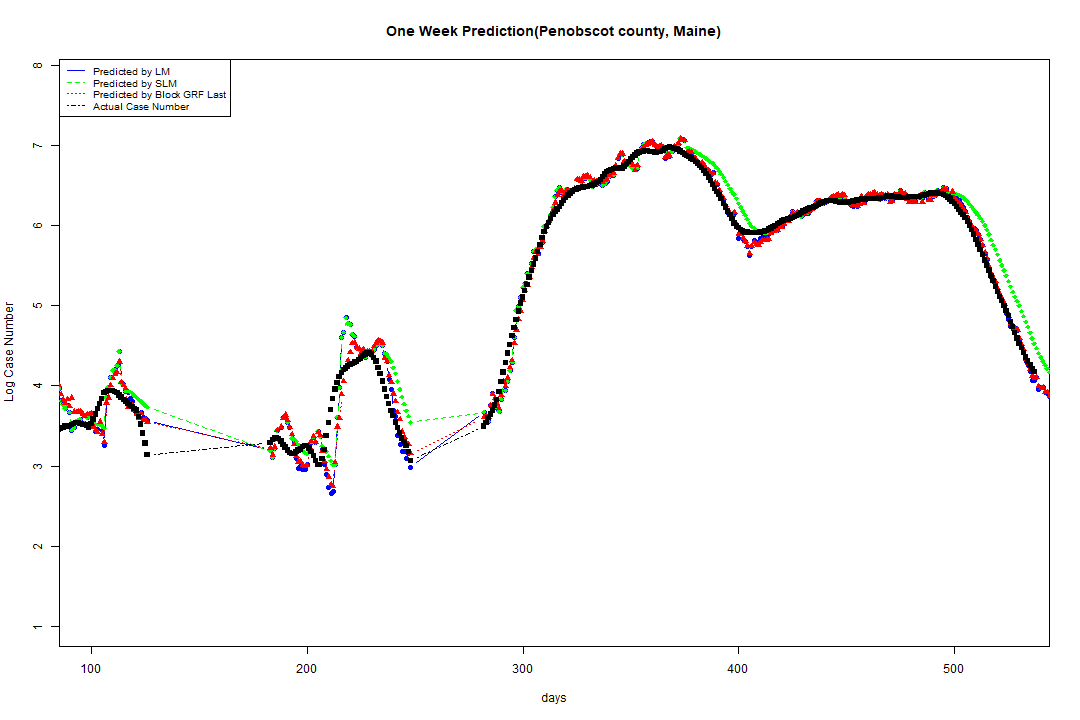 One Week Prediction(Penobscot county, Maine)
Predicted by LM
Predicted by SLM
Predicted by Block GRF Last
Actual Case Number
8
7
6
5
4
3
2
1
Log Case Number
100 200 300 400 500
days